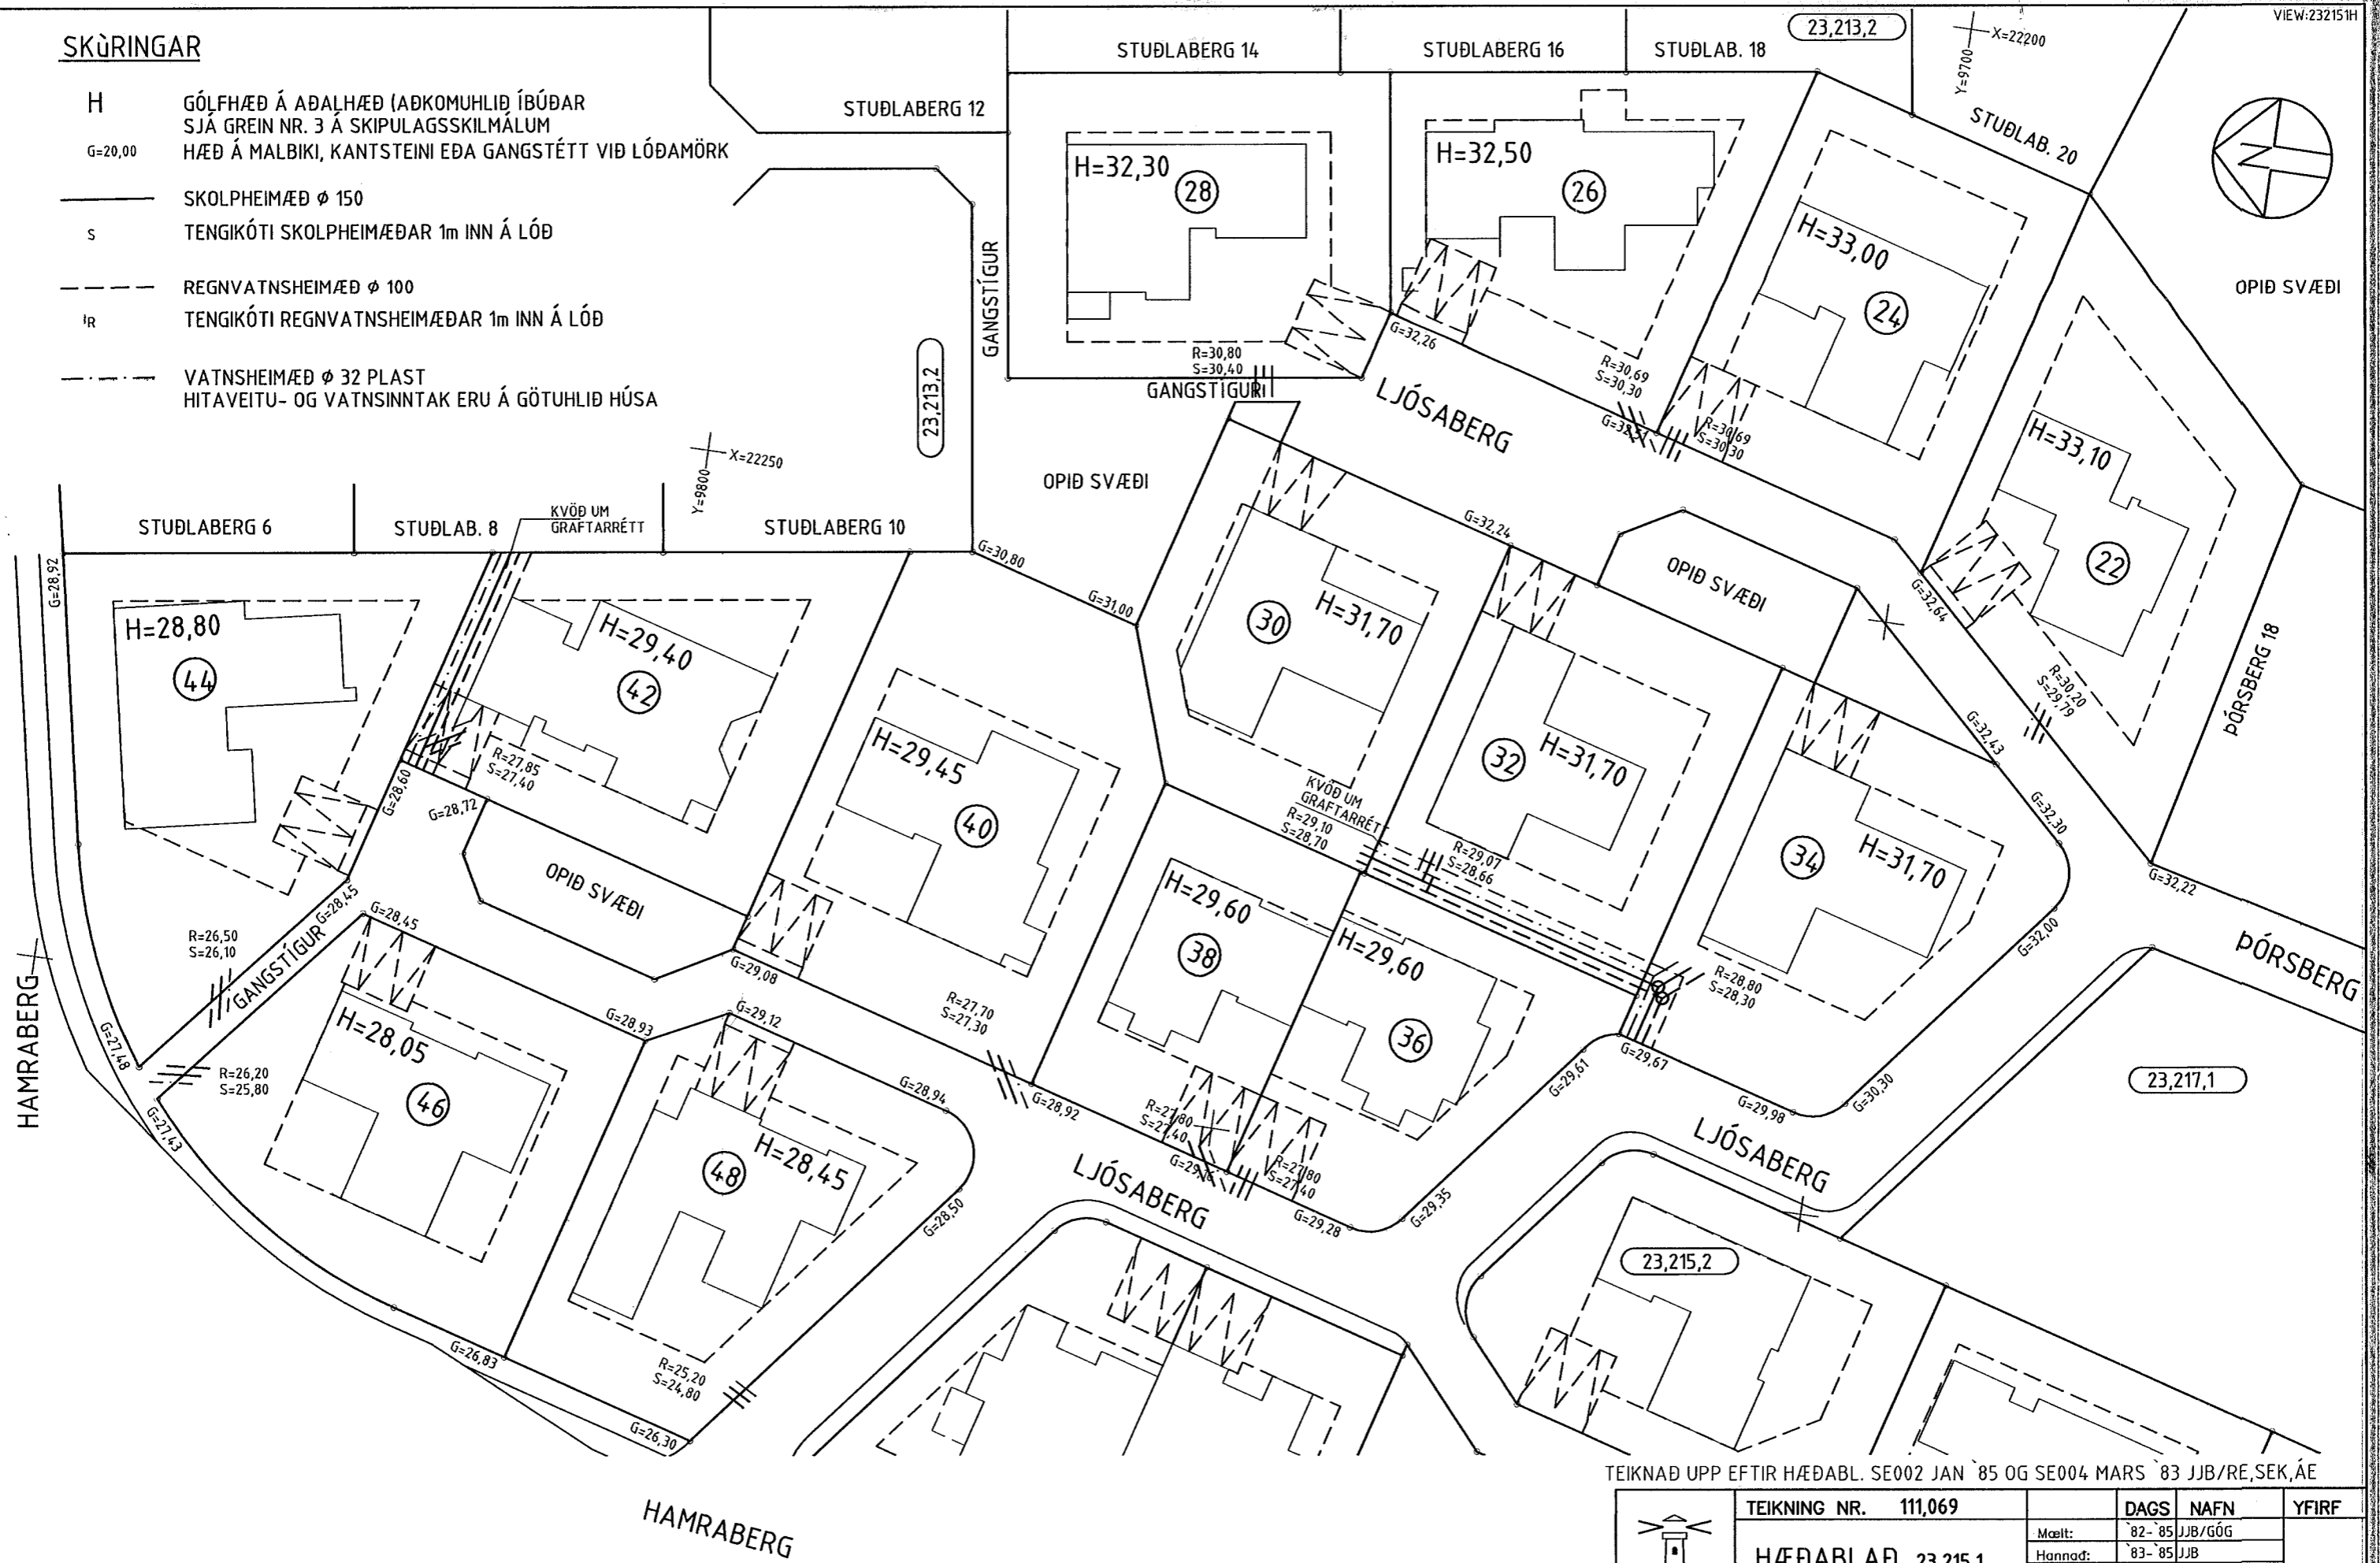 VIEW:232151H
SKùRINGAR
H GÓLFHÆÐ Á AÐALHÆÐ (AÐKOMUHLIÐ ÍBÚÐAR
SJÁ GREIN NR. 3 Á SKIPULAGSSKILMÁLUM
G=20,00 HÆÐ Á MALBIKI, KANTSTEINI EÐA GANGSTÉTT VIÐ LÓÐAMÖRK
SKOLPHEIMÆÐ ϕ 150
S TENGIKÓTI SKOLPHEIMÆÐAR 1m INN Á LÓÐ
REGNVATNSHEIMÆÐ ϕ 100
R TENGIKÓTI REGNVATNSHEIMÆÐAR 1m INN Á LÓÐ
VATNSHEIMÆÐ ϕ 32 PLAST
HITAVEITU- OG VATNSINNTAK ERU Á GÖTUHLIÐ HÚSA
STUÐLABERG 12
STUÐLABERG 14
STUÐLABERG 16
STUÐLAB. 18
23,213,2
X=22200
Y=9700
STUÐLAB. 20
N
OPIÐ SVÆÐI
H=32,30
28
H=32,50
26
H=33,00
24
GANGSTÍGUR
23,213,2
R=30,80
S=30,40
GANGSTÍGUR
G=32,26
LJÓSABERG
R=30,69
S=30,30
R=30,69
S=30,30
H=33,10
22
G=32,64
R=30,20
S=29,79
ÞÓRSBERG 18
X=22250
Y=9800
OPIÐ SVÆÐI
G=32,24
OPIÐ SVÆÐI
STUÐLABERG 6
STUÐLAB. 8
KVÖÐ UM
GRAFTARRÉTT
STUÐLABERG 10
G=30,80
G=31,00
G=28,92
H=28,80
44
H=29,40
42
R=27,85
S=27,40
G=28,60
G=28,72
H=29,45
40
H=31,70
30
H=31,70
32
H=31,70
34
G=32,43
G=32,30
G=32,22
G=32,00
ÞÓRSBERG
KVÖÐ UM
GRAFTARRÉTT
R=29,10
S=28,70
R=29,07
S=28,66
R=28,80
S=28,30
OPIÐ SVÆÐI
G=28,45
G=28,45
R=26,50
S=26,10
GANGSTÍGUR
HAMRABERG
G=27,48
R=26,20
S=25,80
G=27,43
H=28,05
46
G=28,93
G=29,08
G=29,12
G=28,94
H=28,45
48
G=28,50
R=27,70
S=27,30
G=28,92
H=29,60
38
H=29,60
36
R=27,80
S=27,40
R=27,80
S=27,40
G=29,28
G=29,35
G=29,61
G=29,67
G=29,98
G=30,30
LJÓSABERG
LJÓSABERG
23,217,1
23,215,2
G=26,83
R=25,20
S=24,80
G=26,30
HAMRABERG
TEIKNAÐ UPP EFTIR HÆÐABL. SE002 JAN `85 OG SE004 MARS `83 JJB/RE,SEK,ÁE
TEIKNING NR. 111,069
DAGS NAFN YFIRF
Mælt: `82-`85 JJB/GÓG
HÆÐABLAÐ 23,215,1
Hannað: `83-`85 JJB